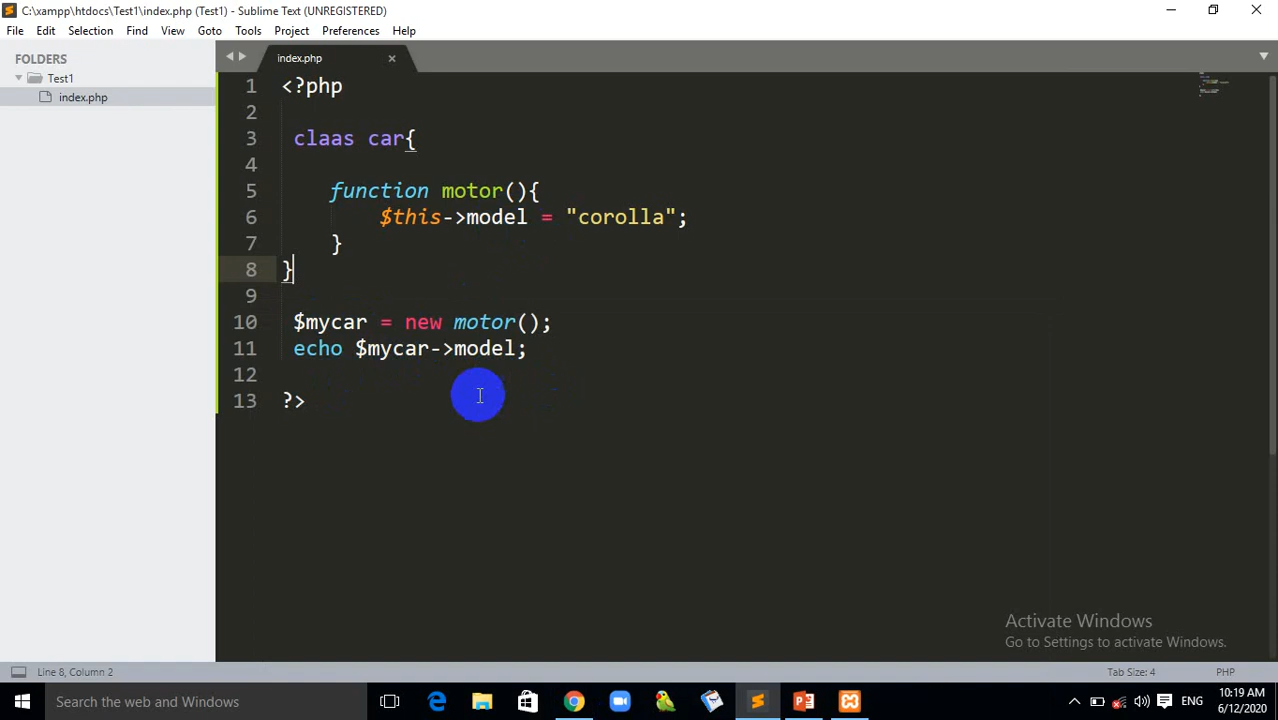 C:\xampp\htdocs\Test1\index.php (Test1) - Sublime Text (UNREGISTERED)
File Edit Selection Find View Goto Tools Project Preferences Help
FOLDERS
Test1
index.php
index.php
1 <?php
2
3 claas car{
4
5 function motor(){
6 $this->model = "corolla";
7 }
8 }
9
10 $mycar = new motor();
11 echo $mycar->model;
12
13 ?>
Activate Windows
Go to Settings to activate Windows.
Line 8, Column 2 Tab Size: 4 PHP
Search the web and Windows
ENG
10:19 AM
6/12/2020